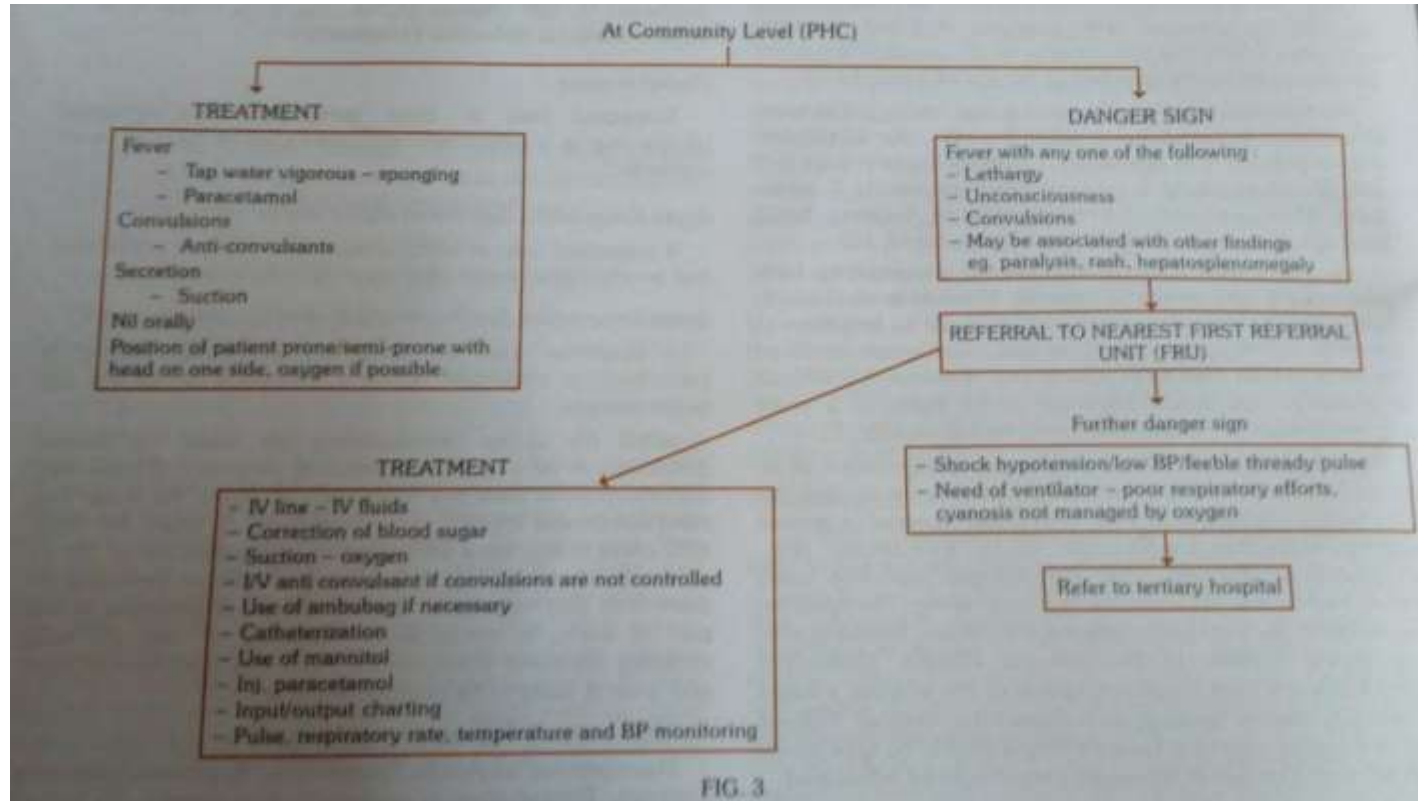 At Community Level (PHC)
TREATMENT
Fever
– Tap water vigorous – sponging
– Paracetamol
Convulsions
– Anti-convulsants
Secretion
– Suction
Nil orally
Position of patient prone/semi-prone with
head on one side, oxygen if possible
DANGER SIGN
Fever with any one of the following :
– Lethargy
– Unconsciousness
– Convulsions
– May be associated with other findings
eg. paralysis, rash, hepatosplenomegaly
REFERRAL TO NEAREST FIRST REFERRAL
UNIT (FRU)
Further danger sign
– Shock hypotension/low BP/feeble thready pulse
– Need of ventilator – poor respiratory efforts,
cyanosis not managed by oxygen
Refer to tertiary hospital
TREATMENT
– IV line – IV fluids
– Correction of blood sugar
– Suction – oxygen
– I/V anti convulsant if convulsions are not controlled
– Use of ambubag if necessary
– Catheterization
– Use of mannitol
– Inj. paracetamol
– Input/output charting
– Pulse, respiratory rate, temperature and BP monitoring
FIG. 3